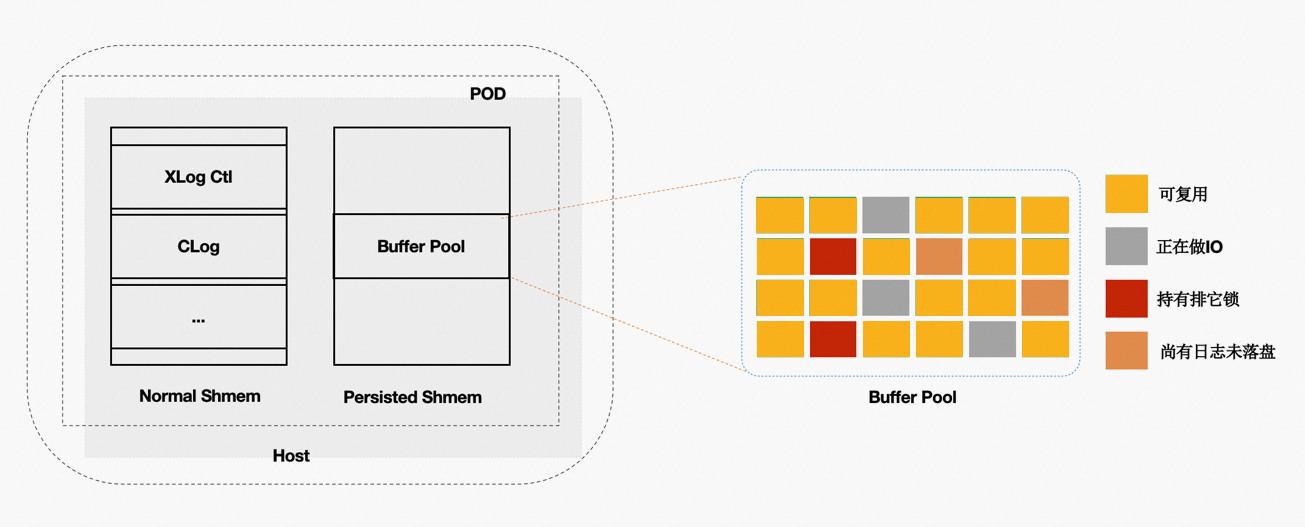 POD
XLog Ctl
CLog
...
Normal Shmem
Buffer Pool
Persisted Shmem
Host
Buffer Pool
可复用
正在做IO
持有排它锁
尚有日志未落盘